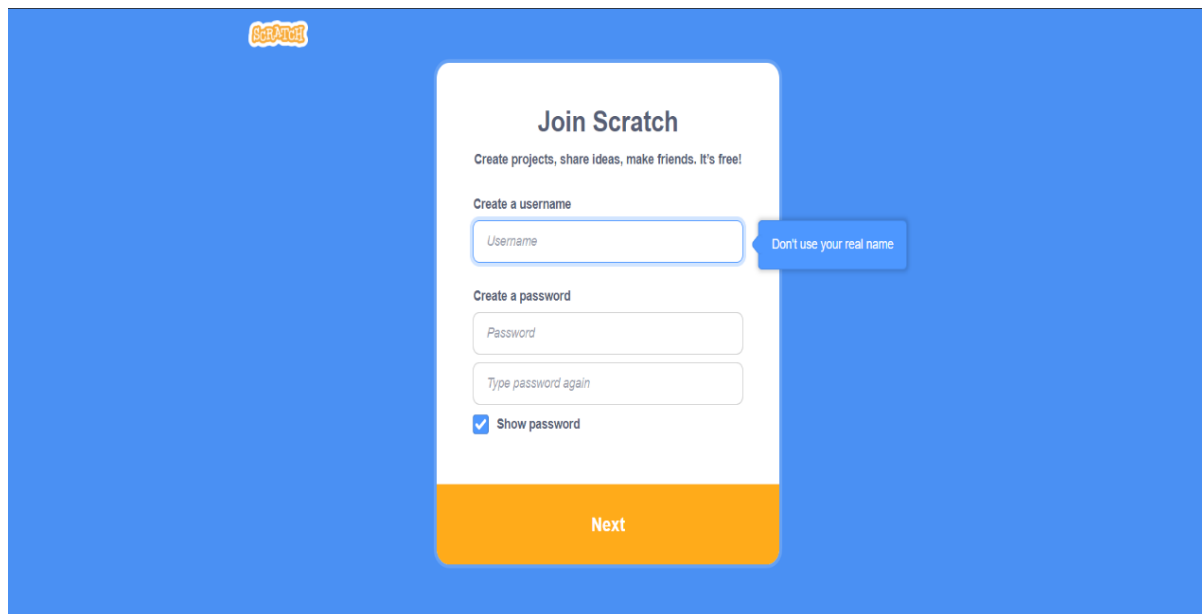 SCRATCH
Join Scratch
Create projects, share ideas, make friends. It's free!
Create a username
Username
Don't use your real name
Create a password
Password
Type password again
Show password
Next